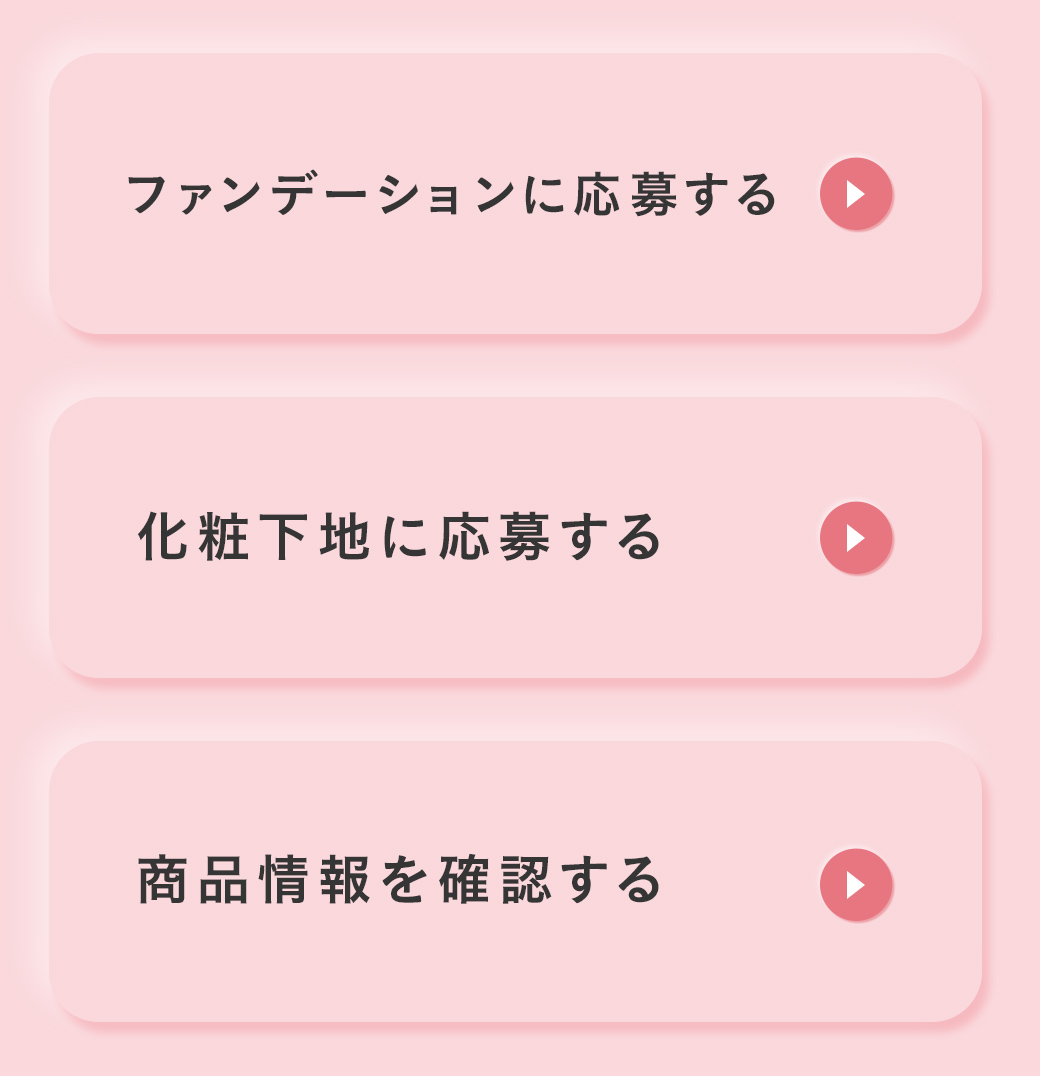 ファンデーションに応募する
化粧下地に応募する
商品情報を確認する